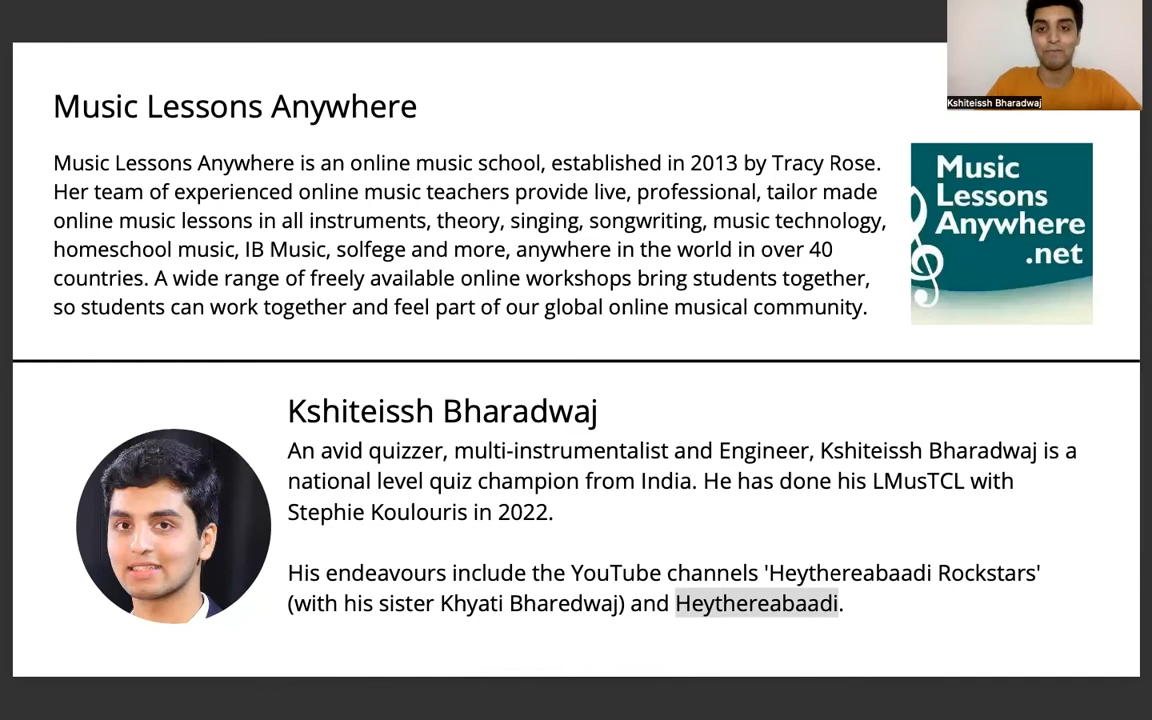 Kshiteissh Bharadwaj
Music Lessons Anywhere
Music Lessons Anywhere is an online music school, established in 2013 by Tracy Rose.
Her team of experienced online music teachers provide live, professional, tailor made
online music lessons in all instruments, theory, singing, songwriting, music technology,
homeschool music, IB Music, solfege and more, anywhere in the world in over 40
countries. A wide range of freely available online workshops bring students together,
so students can work together and feel part of our global online musical community.
Music
Lessons
Anywhere
.net
Kshiteissh Bharadwaj
An avid quizzer, multi-instrumentalist and Engineer, Kshiteissh Bharadwaj is a
national level quiz champion from India. He has done his LMusTCL with
Stephie Koulouris in 2022.
His endeavours include the YouTube channels 'Heythereabaadi Rockstars'
(with his sister Khyati Bharedwaj) and Heythereabaadi.